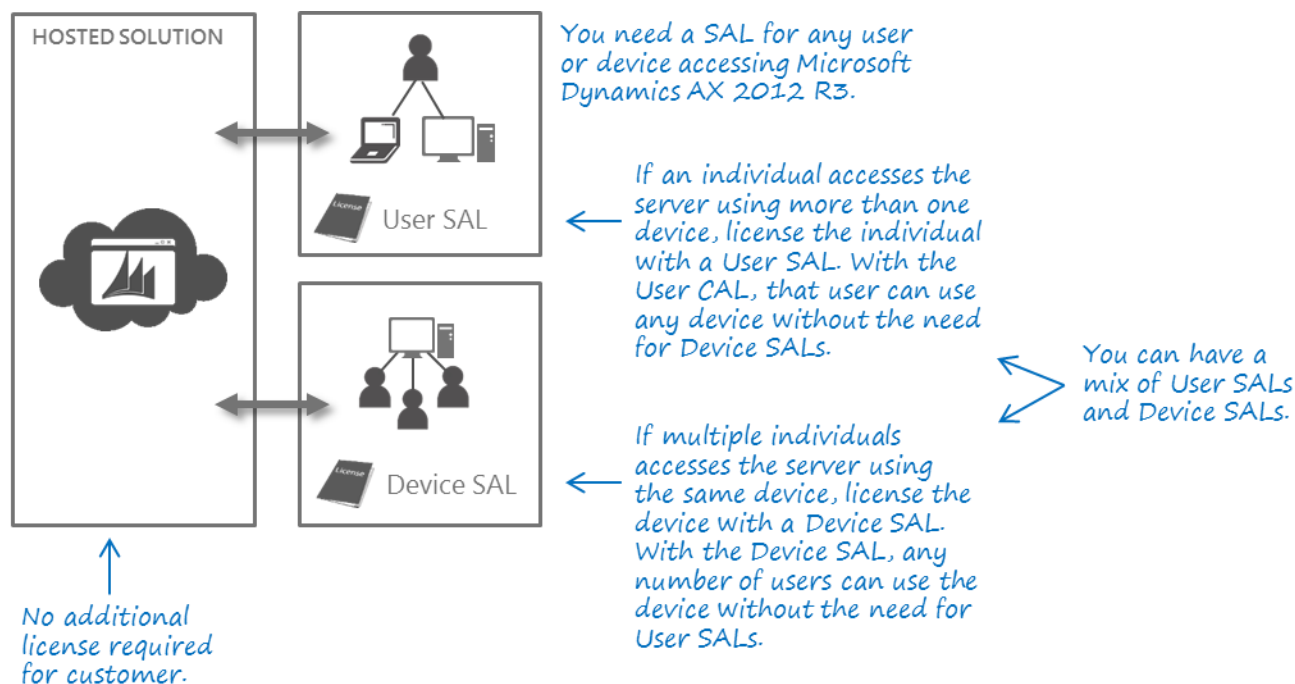 HOSTED SOLUTION
You need a SAL for any user
or device accessing Microsoft
Dynamics AX 2012 R3.
License
User SAL
If an individual accesses the
server using more than one
device, license the individual
with a User SAL. With the
User CAL, that user can use
any device without the need
for Device SALs.
You can have a
mix of User SALs
and Device SALs.
License
Device SAL
If multiple individuals
accesses the server using
the same device, license the
device with a Device SAL.
With the Device SAL, any
number of users can use the
device without the need for
User SALs.
No additional
license required
for customer.